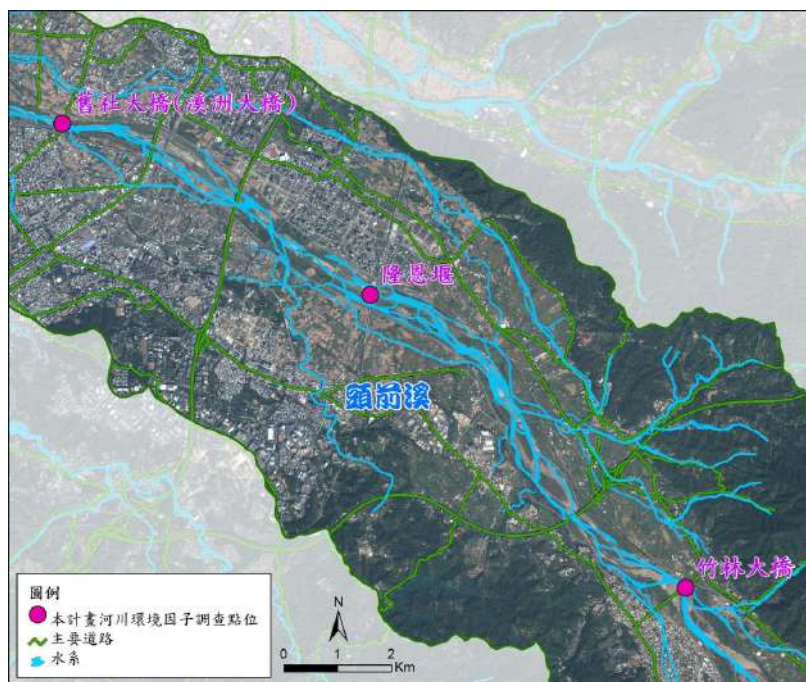 舊社大橋(溪洲大橋)
隆恩堰
頭前溪
竹林大橋
圖例
本計畫河川環境因子調查點位
主要道路
水系
N
0 1 2
Km